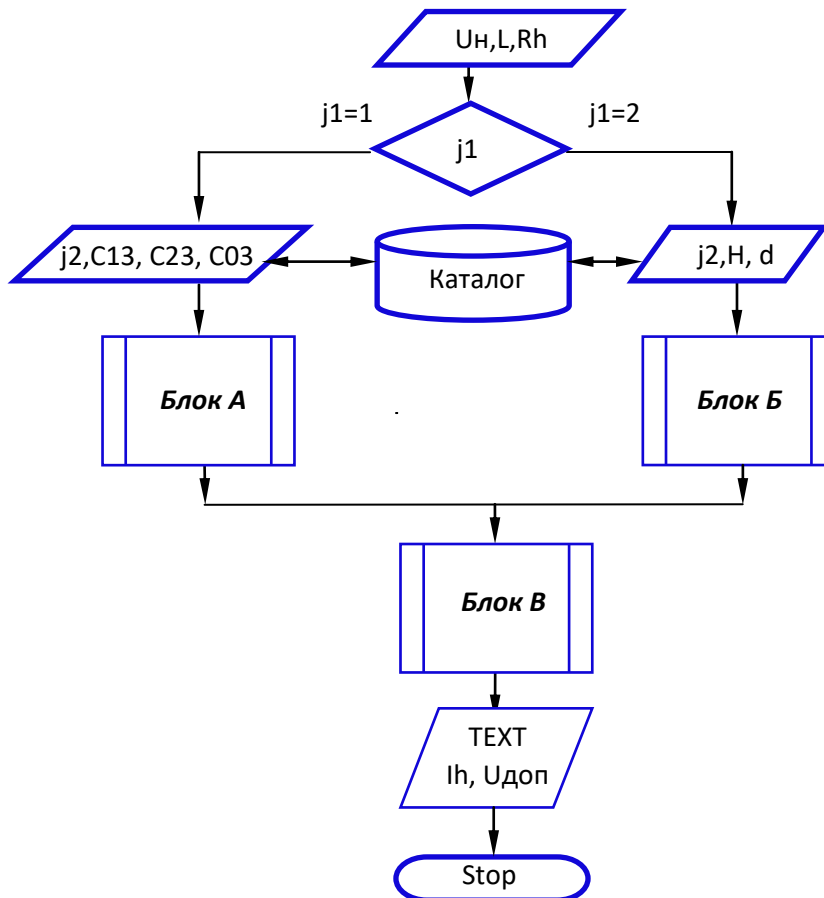 Uн,L,Rh
j1=1
j1=2
j1
j2,C13, C23, C03
Каталог
j2,H, d
Блок А
Блок Б
Блок В
TEXT
Ih, Uдоп
Stop